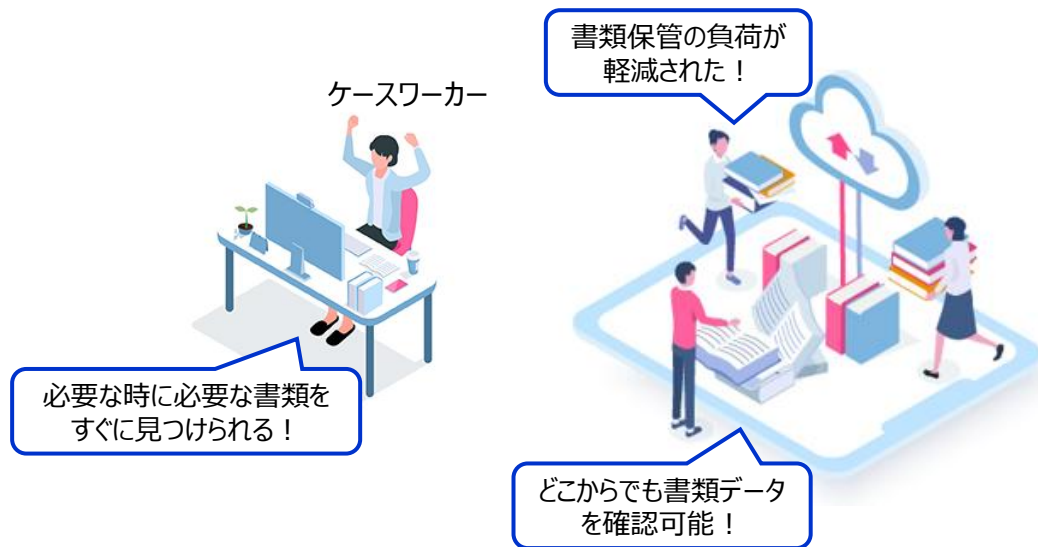 書類保管の負荷が
軽減された！
ケースワーカー
必要な時に必要な書類を
すぐに見つけられる！
どこからでも書類データ
を確認可能！